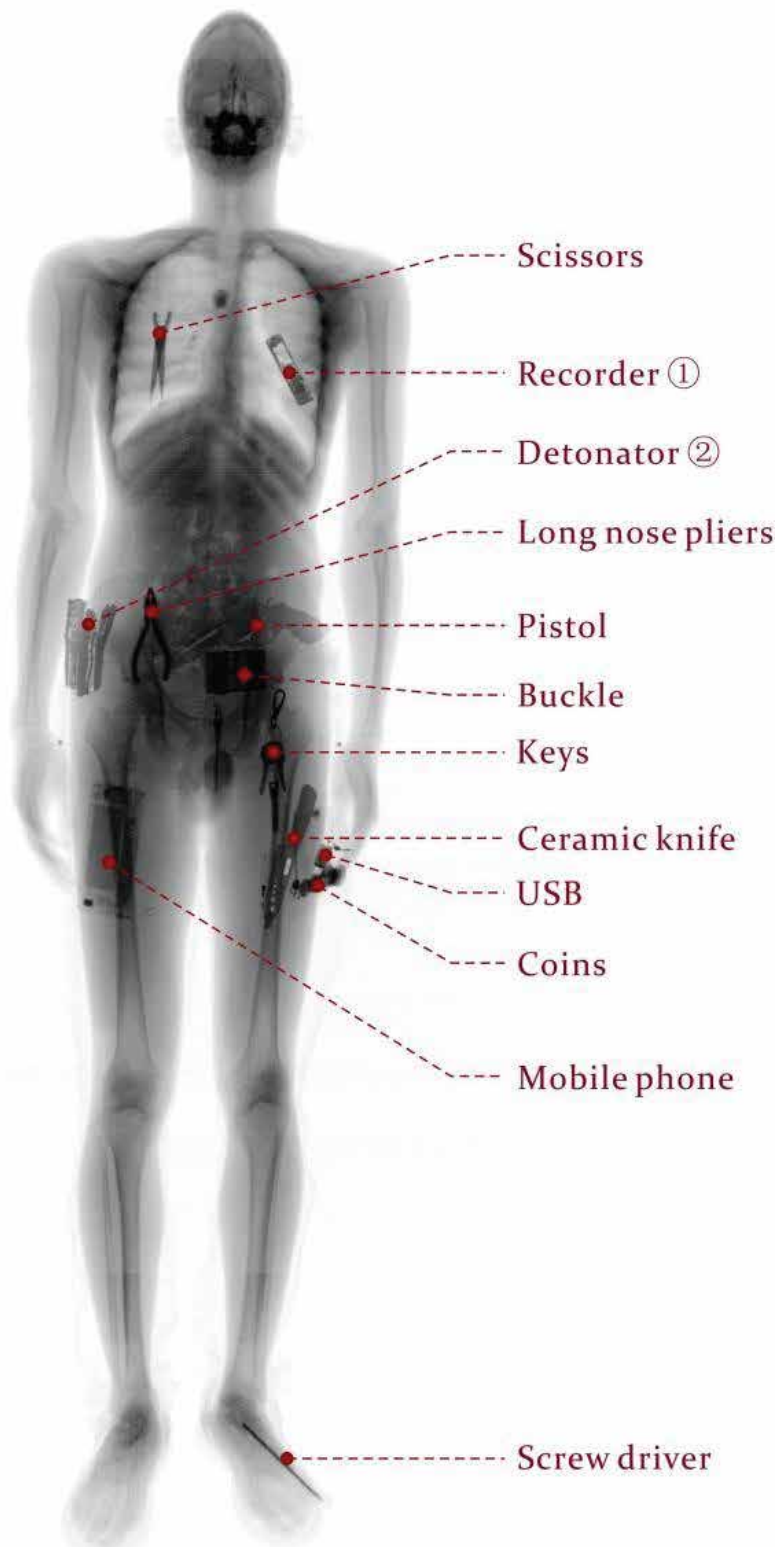 Scissors
Recorder ①
Detonator ②
Long nose pliers
Pistol
Buckle
Keys
Ceramic knife
USB
Coins
Mobile phone
Screw driver